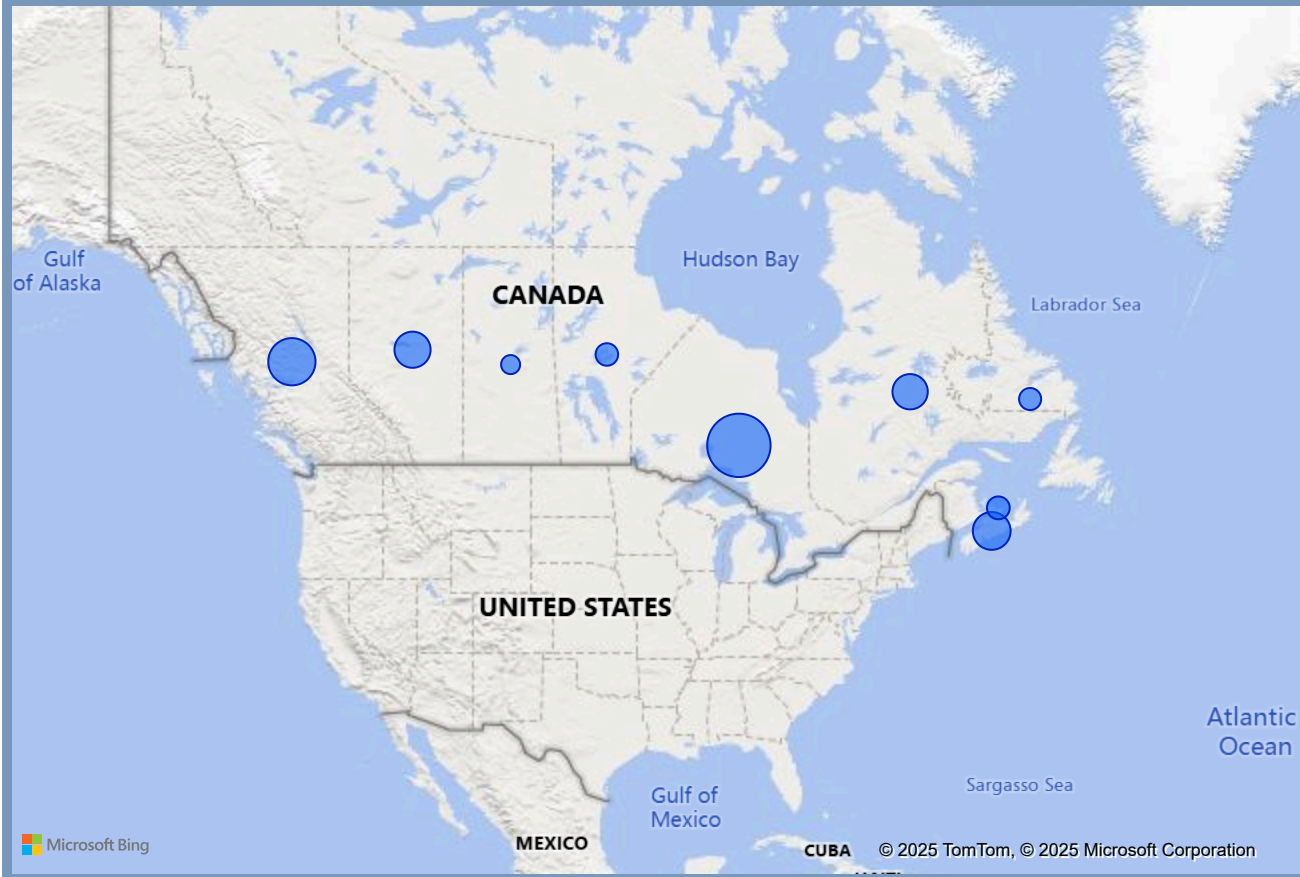 Gulf
of Alaska
Hudson Bay
CANADA
Labrador Sea
UNITED STATES
Atlantic
Ocean
Sargasso Sea
Gulf of
Mexico
Microsoft Bing
MEXICO
CUBA
© 2025 TomTom, © 2025 Microsoft Corporation